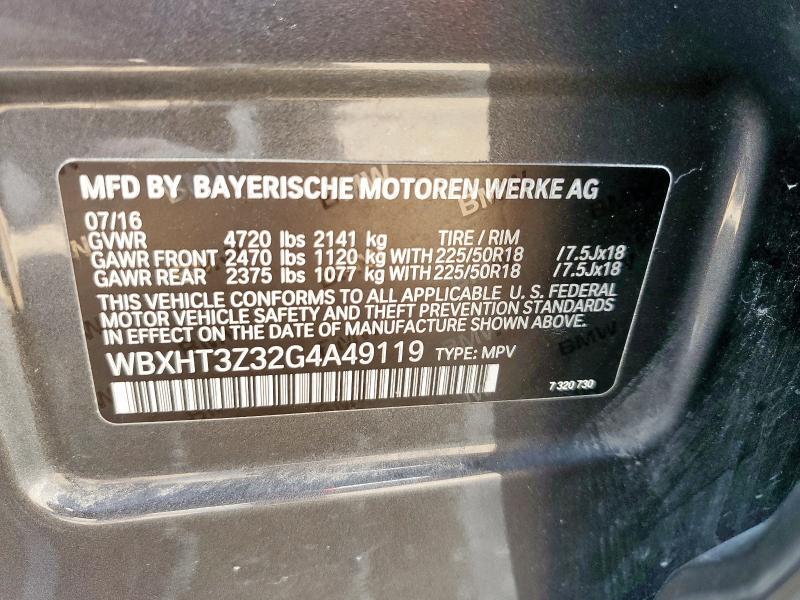 MFD BY BAYERISCHE MOTOREN WERKE AG
07/16
GVWR 4720 lbs 2141 kg TIRE / RIM
GAWR FRONT 2470 lbs 1120 kg WITH 225/50R18 /7.5Jx18
GAWR REAR 2375 lbs 1077 kg WITH 225/50R18 /7.5Jx18
THIS VEHICLE CONFORMS TO ALL APPLICABLE U. S. FEDERAL
MOTOR VEHICLE SAFETY AND THEFT PREVENTION STANDARDS
IN EFFECT ON THE DATE OF MANUFACTURE SHOWN ABOVE.
WBXHT3Z32G4A49119 TYPE: MPV
7 320 730